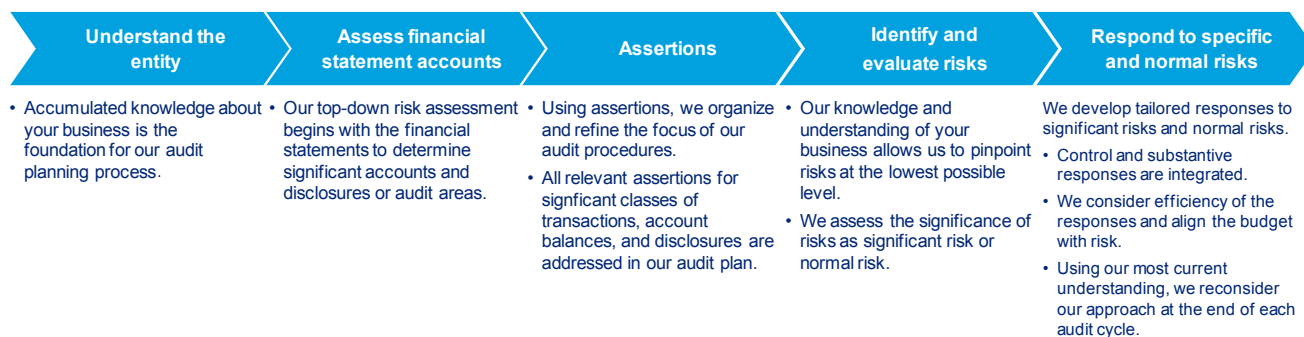 Understand the
entity
Assess financial
statement accounts
Assertions
Identify and
evaluate risks
Respond to specific
and normal risks
• Accumulated knowledge about
your business is the
foundation for our audit
planning process.
• Our top-down risk assessment
begins with the financial
statements to determine
significant accounts and
disclosures or audit areas.
• Using assertions, we organize
and refine the focus of our
audit procedures.
• All relevant assertions for
signficant classes of
transactions, account
balances, and disclosures are
addressed in our audit plan.
• Our knowledge and
understanding of your
business allows us to pinpoint
risks at the lowest possible
level.
• We assess the significance of
risks as significant risk or
normal risk.
We develop tailored responses to
significant risks and normal risks.
• Control and substantive
responses are integrated.
• We consider efficiency of the
responses and align the budget
with risk.
• Using our most current
understanding, we reconsider
our approach at the end of each
audit cycle.